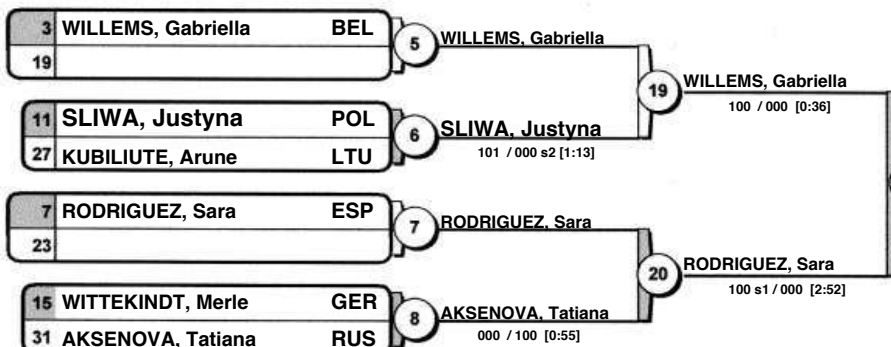 3 WILLEMS, Gabriella BEL
19
5
WILLEMS, Gabriella
19
WILLEMS, Gabriella
100 / 000 [0:36]
11 SLIWA, Justyna POL
27 KUBILIUTE, Arune LTU
6
SLIWA, Justyna
101 / 000 s2 [1:13]
7 RODRIGUEZ, Sara ESP
23
7
RODRIGUEZ, Sara
20
RODRIGUEZ, Sara
100 s1 / 000 [2:52]
15 WITTEKINDT, Merle GER
31 AKSENOVA, Tatiana RUS
8
AKSENOVA, Tatiana
000 / 100 [0:55]